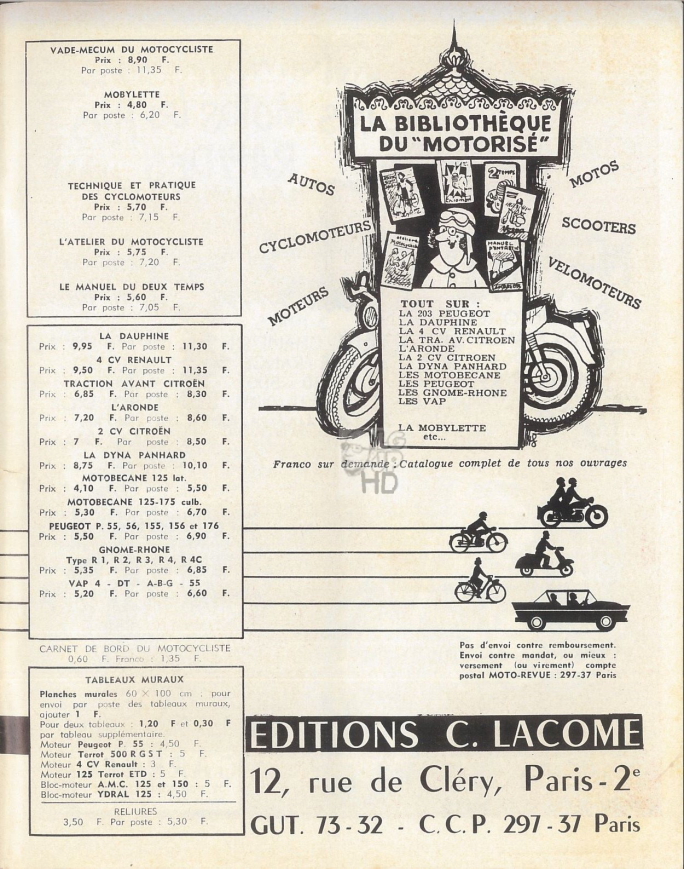 VADE-MECUM DU MOTOCYCLISTE
Prix : 8,90 F.
Par poste : 11,35 F.
MOBYLETTE
Prix : 4,80 F.
Par poste : 6,20 F.
TECHNIQUE ET PRATIQUE
DES CYCLOMOTEURS
Prix : 5,70 F.
Par poste : 7,15 F.
L'ATELIER DU MOTOCYCLISTE
Prix : 5,75 F.
Par poste : 7,20 F.
LE MANUEL DU DEUX TEMPS
Prix : 5,60 F.
Par poste : 7,05 F.
LA DAUPHINE
Prix : 9,95 F. Par poste : 11,30 F.
4 CV RENAULT
Prix : 9,50 F. Par poste : 11,35 F.
TRACTION AVANT CITROËN
Prix : 6,85 F. Par poste : 8,30 F.
L'ARONDE
Prix : 7,20 F. Par poste : 8,60 F.
2 CV CITROËN
Prix : 7 F. Par poste : 8,50 F.
LA DYNA PANHARD
Prix : 8,75 F. Par poste : 10,10 F.
MOTOBECANE 125 lat.
Prix : 4,10 F. Par poste : 5,50 F.
MOTOBECANE 125-175 culb.
Prix : 5,30 F. Par poste : 6,70 F.
PEUGEOT P. 55, 56, 155, 156 et 176
Prix : 5,50 F. Par poste : 6,90 F.
GNOME-RHONE
Type R 1, R 2, R 3, R 4, R 4C
Prix : 5,35 F. Par poste : 6,85 F.
VAP 4 - DT - A-B-G - 55
Prix : 5,20 F. Par poste : 6,60 F.
CARNET DE BORD DU MOTOCYCLISTE
0,60 F. Franco : 1,35 F.
TABLEAUX MURAUX
Planches murales 60 × 100 cm : pour
envoi par poste des tableaux muraux,
ajouter 1 F.
Pour deux tableaux : 1,20 F et 0,30 F
par tableau supplémentaire.
Moteur Peugeot P. 55 : 4,50 F.
Moteur Terrot 500 R G S T : 5 F.
Moteur 4 CV Renault : 3 F.
Moteur 125 Terrot ETD : 5 F.
Bloc-moteur A.M.C. 125 et 150 : 5 F.
Bloc-moteur YDRAL 125 : 4,50 F.
RELIURES
3,50 F. Par poste : 5,30 F.
LA BIBLIOTHÈQUE
DU "MOTORISÉ"
AUTOS
CYCLOMOTEURS
MOTEURS
MOTOS
SCOOTERS
VELOMOTEURS
2 TEMPS
MANUEL
D'ENTRETIEN
TOUT SUR :
LA 203 PEUGEOT
LA DAUPHINE
LA 4 CV RENAULT
LA TRA. AV. CITROEN
L'ARONDE
LA 2 CV CITROEN
LA DYNA PANHARD
LES MOTOBECANE
LES PEUGEOT
LES GNOME-RHONE
LES VAP
LA MOBYLETTE
etc...
HD
Franco sur demande : Catalogue complet de tous nos ouvrages
Pas d'envoi contre remboursement.
Envoi contre mandat, ou mieux :
versement (ou virement) compte
postal MOTO-REVUE : 297-37 Paris
EDITIONS C. LACOME
12, rue de Cléry, Paris - 2e
GUT. 73 - 32 - C. C. P. 297 - 37 Paris